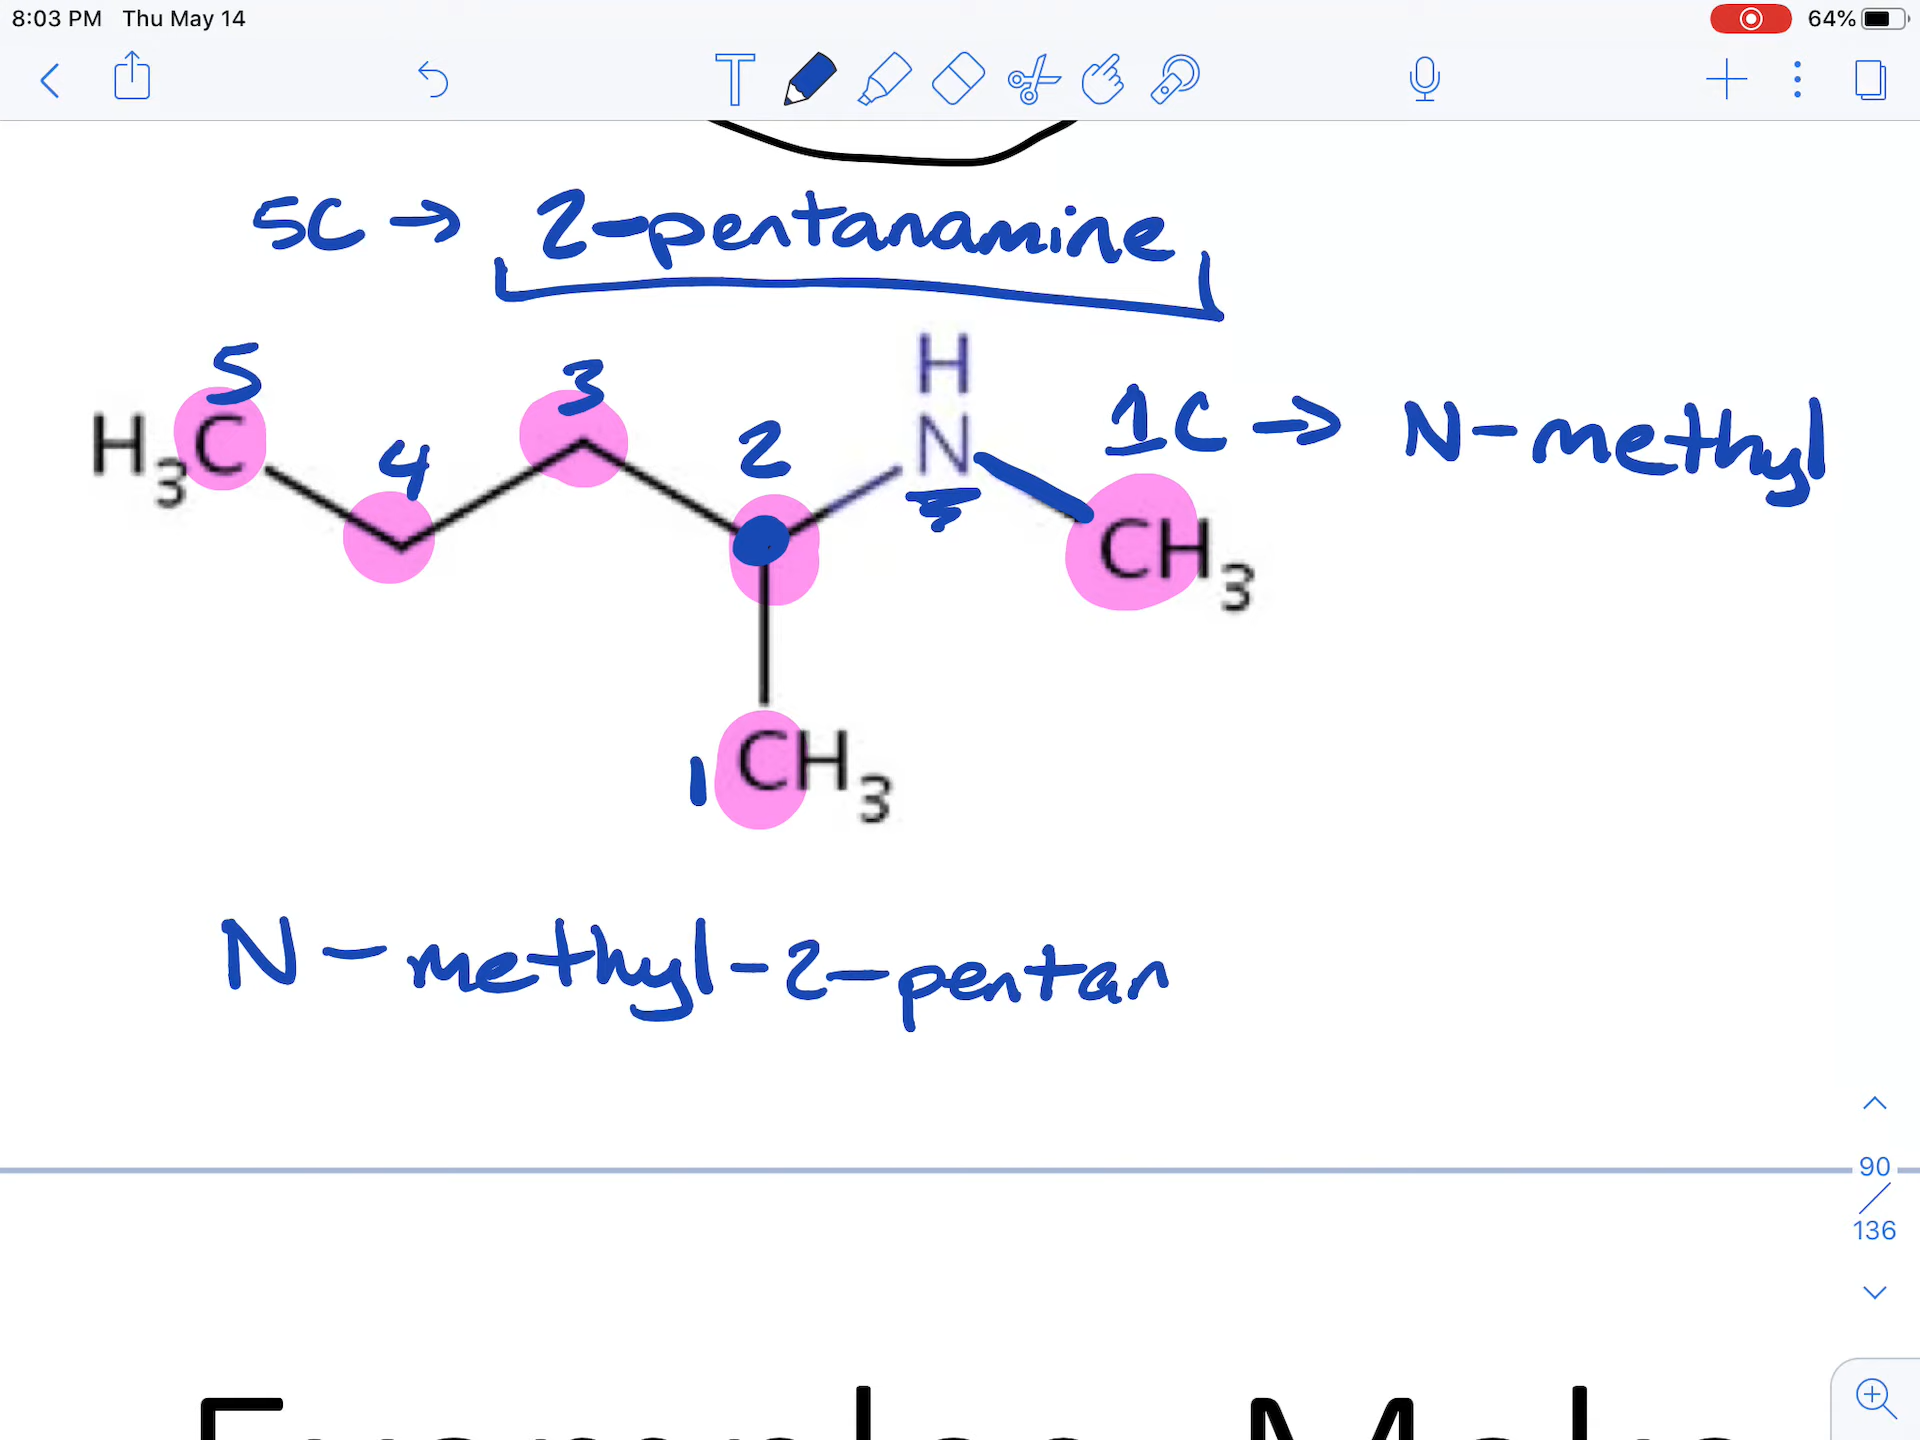 8:03 PM Thu May 14
64%
T
5C → 2-pentanamine
5 3 H
4 2 N 1C → N-methyl
H3C
CH3
1 CH3
N-methyl-2-pentan
90
/
136